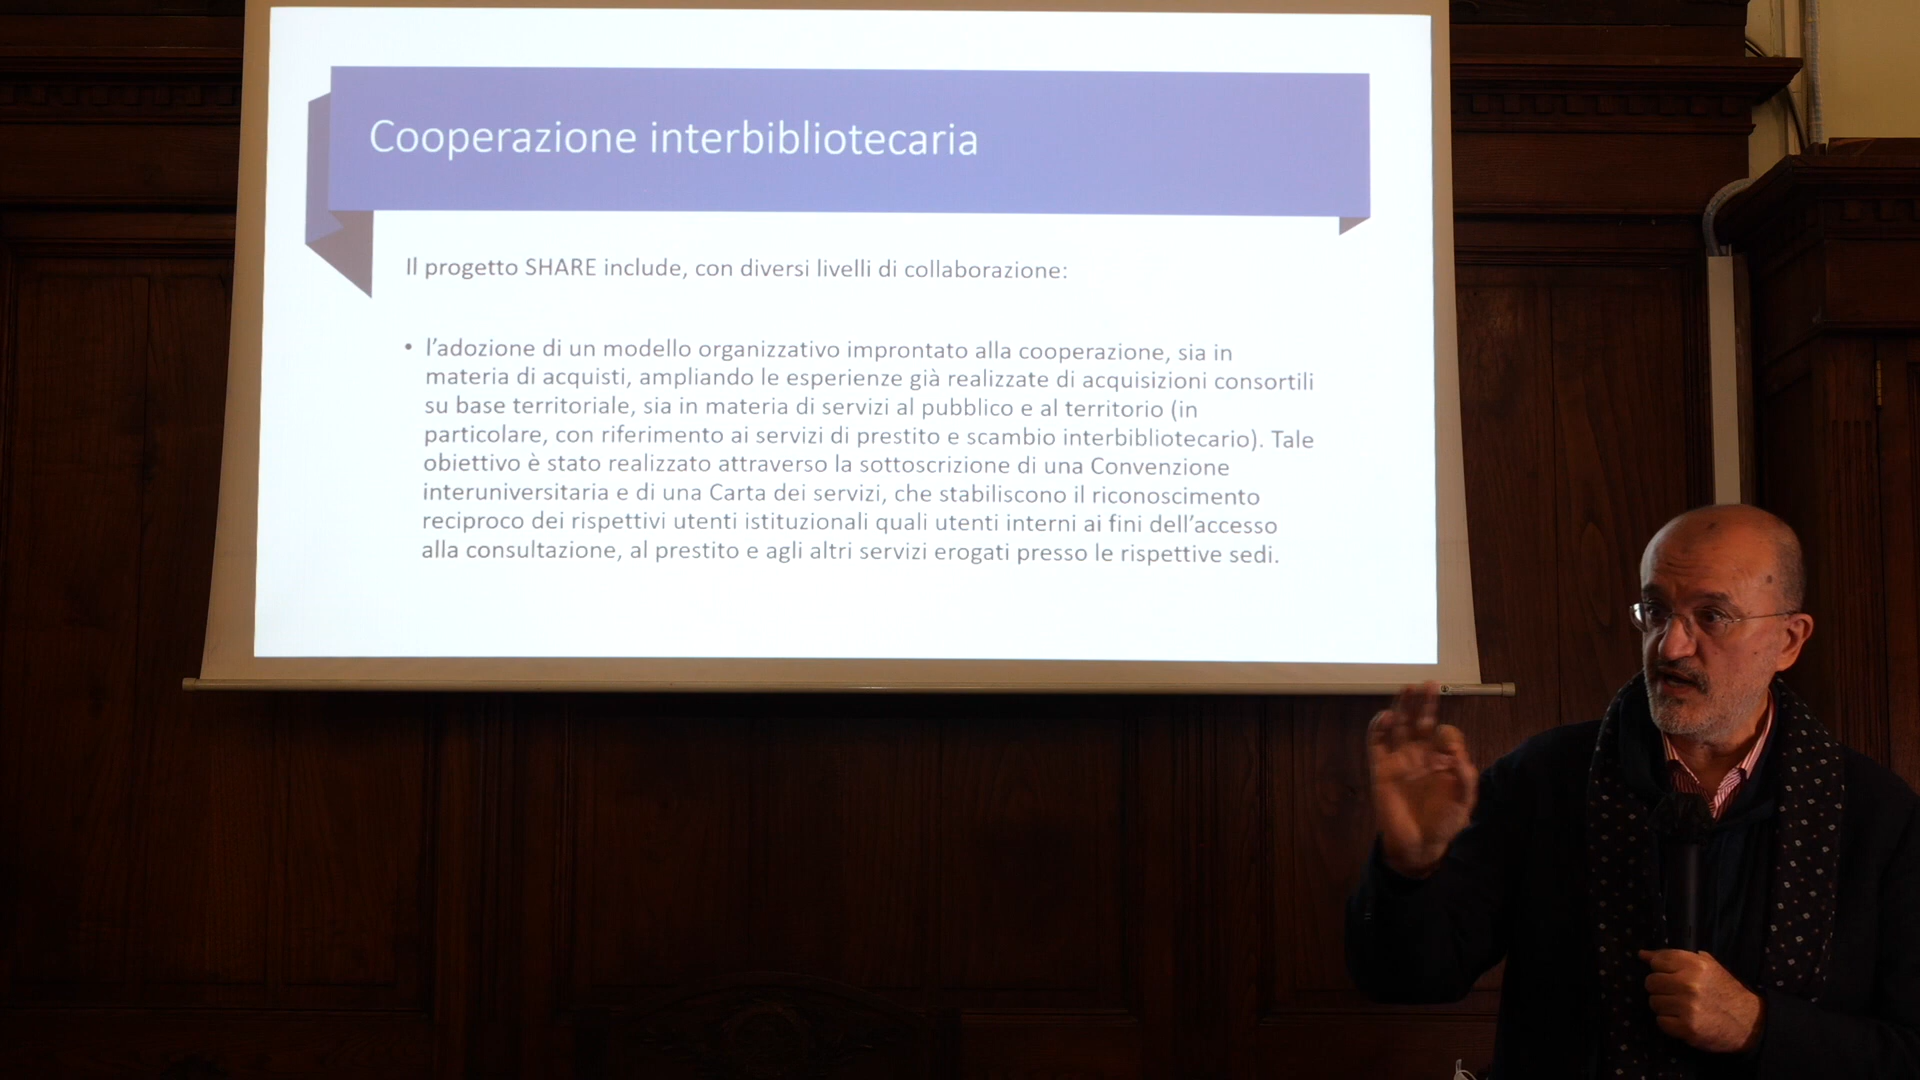 Cooperazione interbibliotecaria
Il progetto SHARE include, con diversi livelli di collaborazione:
• l’adozione di un modello organizzativo improntato alla cooperazione, sia in
materia di acquisti, ampliando le esperienze già realizzate di acquisizioni consortili
su base territoriale, sia in materia di servizi al pubblico e al territorio (in
particolare, con riferimento ai servizi di prestito e scambio interbibliotecario). Tale
obiettivo è stato realizzato attraverso la sottoscrizione di una Convenzione
interuniversitaria e di una Carta dei servizi, che stabiliscono il riconoscimento
reciproco dei rispettivi utenti istituzionali quali utenti interni ai fini dell’accesso
alla consultazione, al prestito e agli altri servizi erogati presso le rispettive sedi.